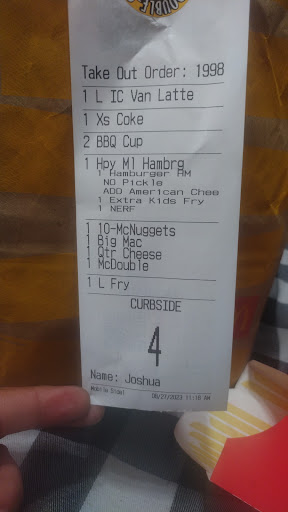 DOUBLE
Take Out Order: 1998
1 L IC Van Latte
1 Xs Coke
2 BBQ Cup
1 Hpy Ml Hambrg
1 Hamburger HM
NO Pickle
ADD American Chee
1 Extra Kids Fry
1 NERF
1 10-McNuggets
1 Big Mac
1 Qtr Cheese
1 McDouble
1 L Fry
CURBSIDE
4
Name: Joshua